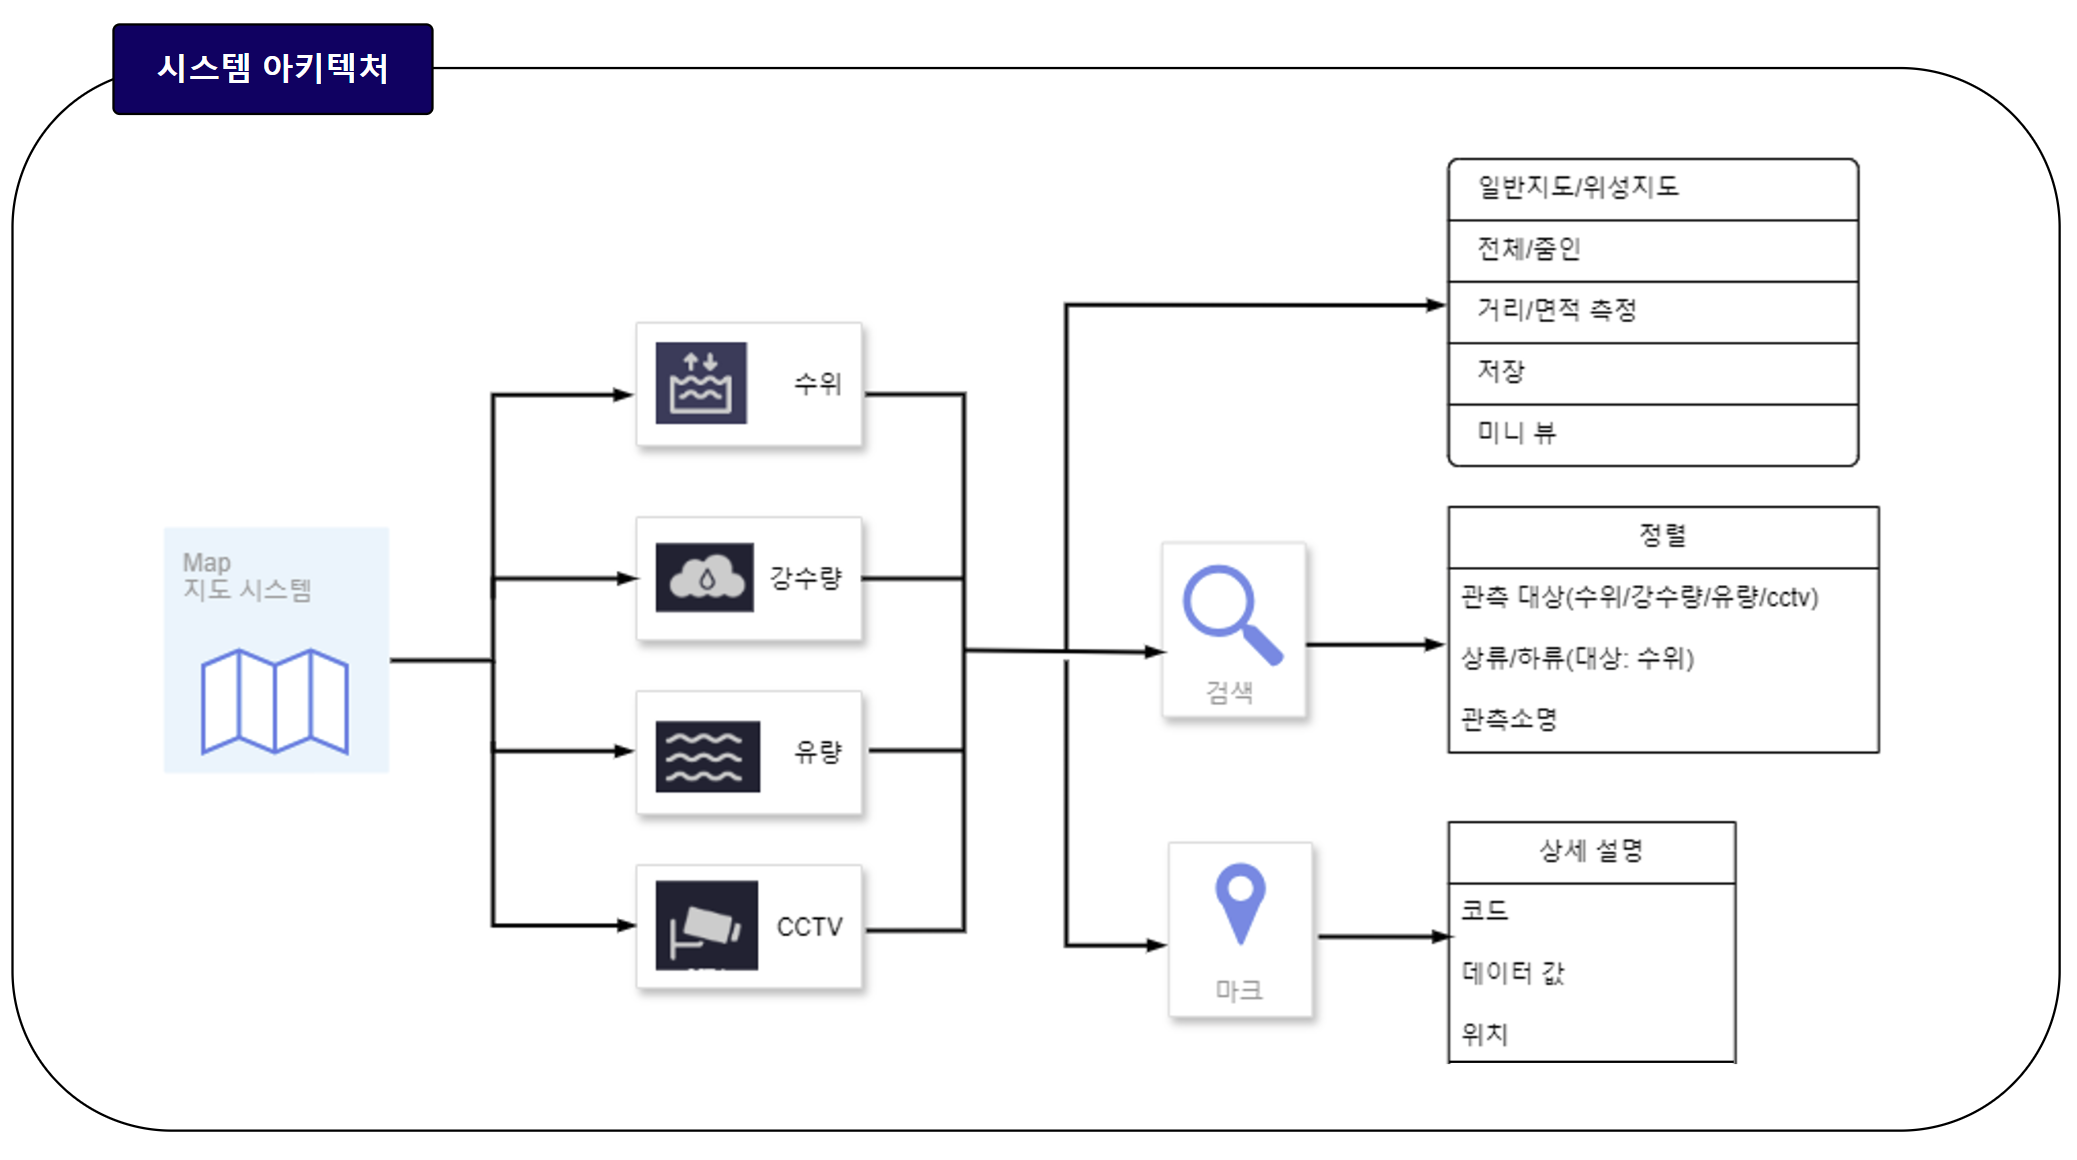 시스템 아키텍처
Map
지도 시스템
수위
강수량
유량
CCTV
검색
마크
일반지도/위성지도
전체/줌인
거리/면적 측정
저장
미니 뷰
정렬
관측 대상(수위/강수량/유량/cctv)
상류/하류(대상: 수위)
관측소명
상세 설명
코드
데이터 값
위치